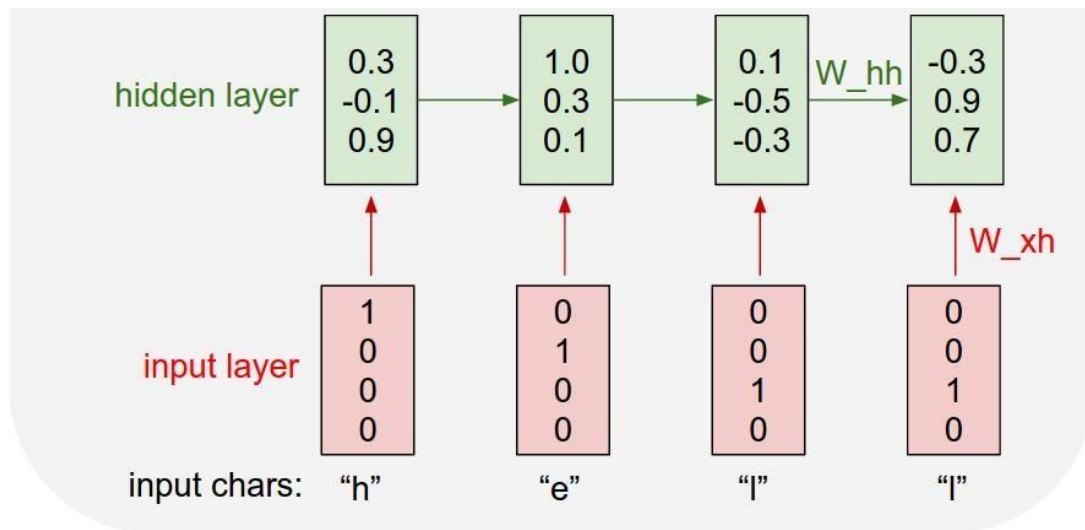 hidden layer
0.3 1.0 0.1 W_hh -0.3
-0.1 0.3 -0.5 0.9
0.9 0.1 -0.3 0.7
W_xh
input layer
1 0 0 0
0 1 0 0
0 0 1 1
0 0 0 0
input chars: “h” “e” “l” “l”